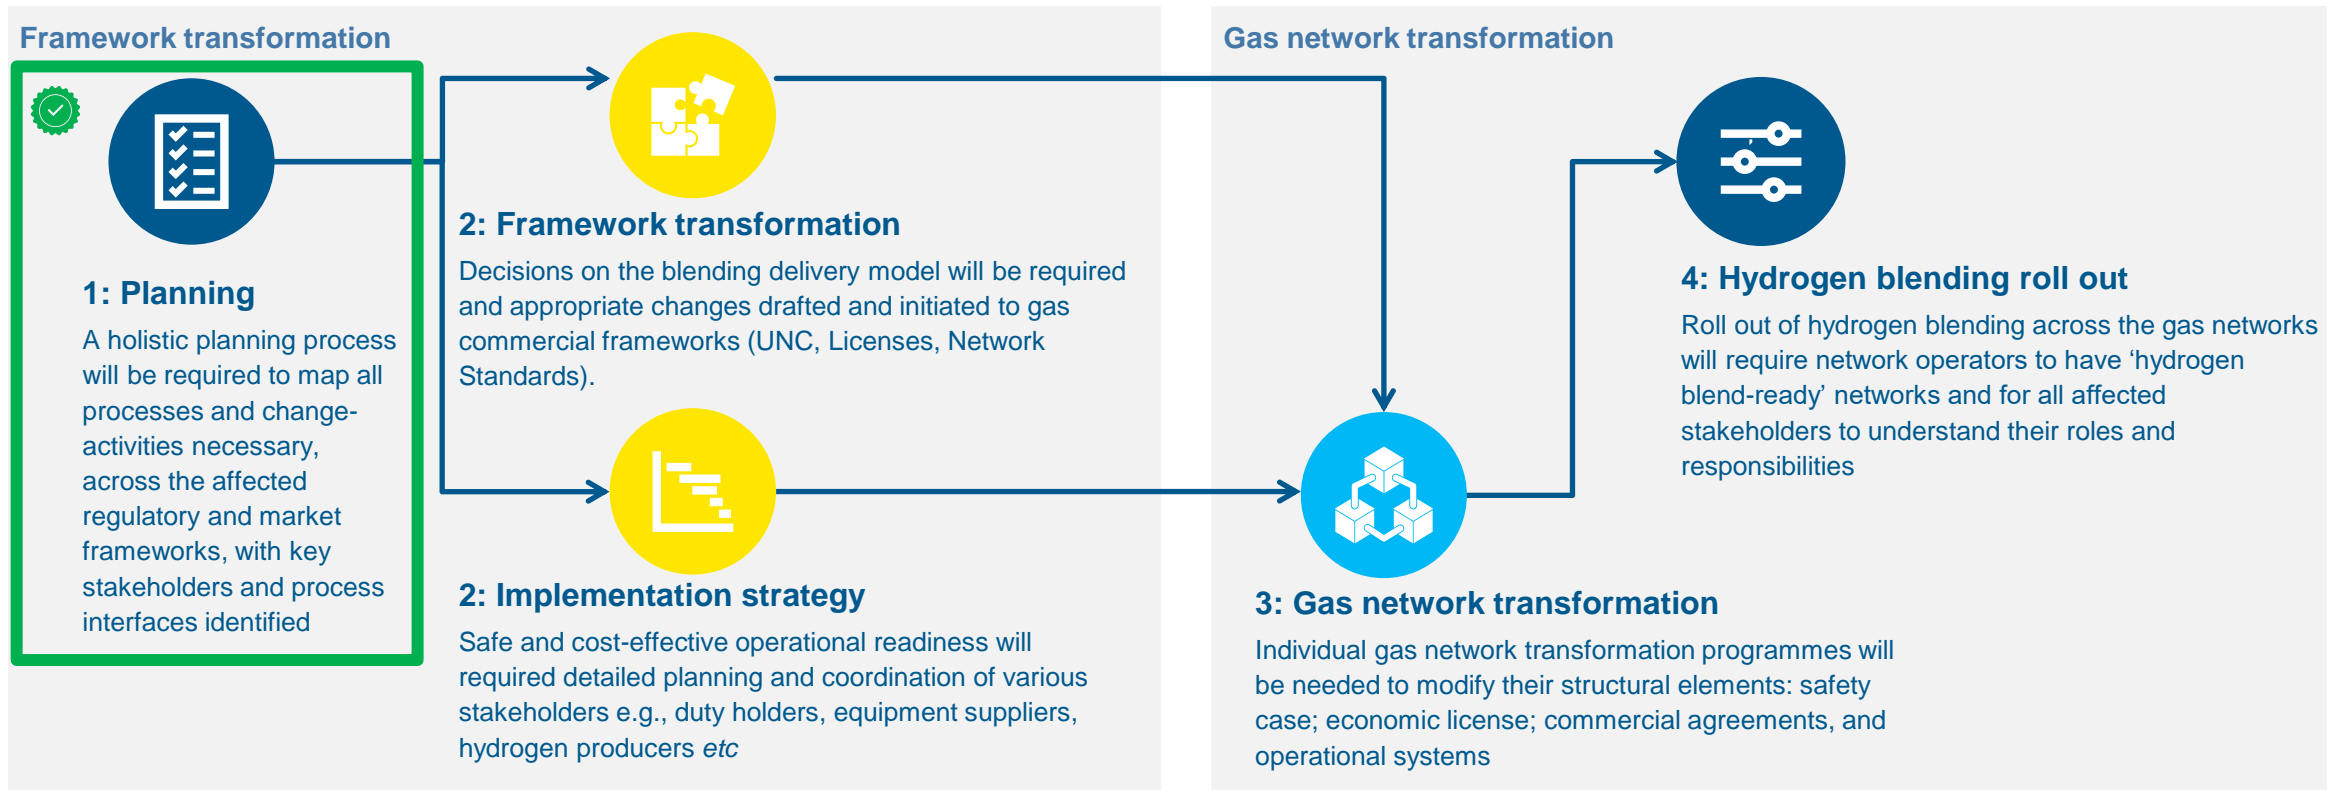 Framework transformation
1: Planning
A holistic planning process
will be required to map all
processes and change-
activities necessary,
across the affected
regulatory and market
frameworks, with key
stakeholders and process
interfaces identified
2: Framework transformation
Decisions on the blending delivery model will be required
and appropriate changes drafted and initiated to gas
commercial frameworks (UNC, Licenses, Network
Standards).
2: Implementation strategy
Safe and cost-effective operational readiness will
required detailed planning and coordination of various
stakeholders e.g., duty holders, equipment suppliers,
hydrogen producers etc
Gas network transformation
3: Gas network transformation
Individual gas network transformation programmes will
be needed to modify their structural elements: safety
case; economic license; commercial agreements, and
operational systems
4: Hydrogen blending roll out
Roll out of hydrogen blending across the gas networks
will require network operators to have ‘hydrogen
blend-ready’ networks and for all affected
stakeholders to understand their roles and
responsibilities